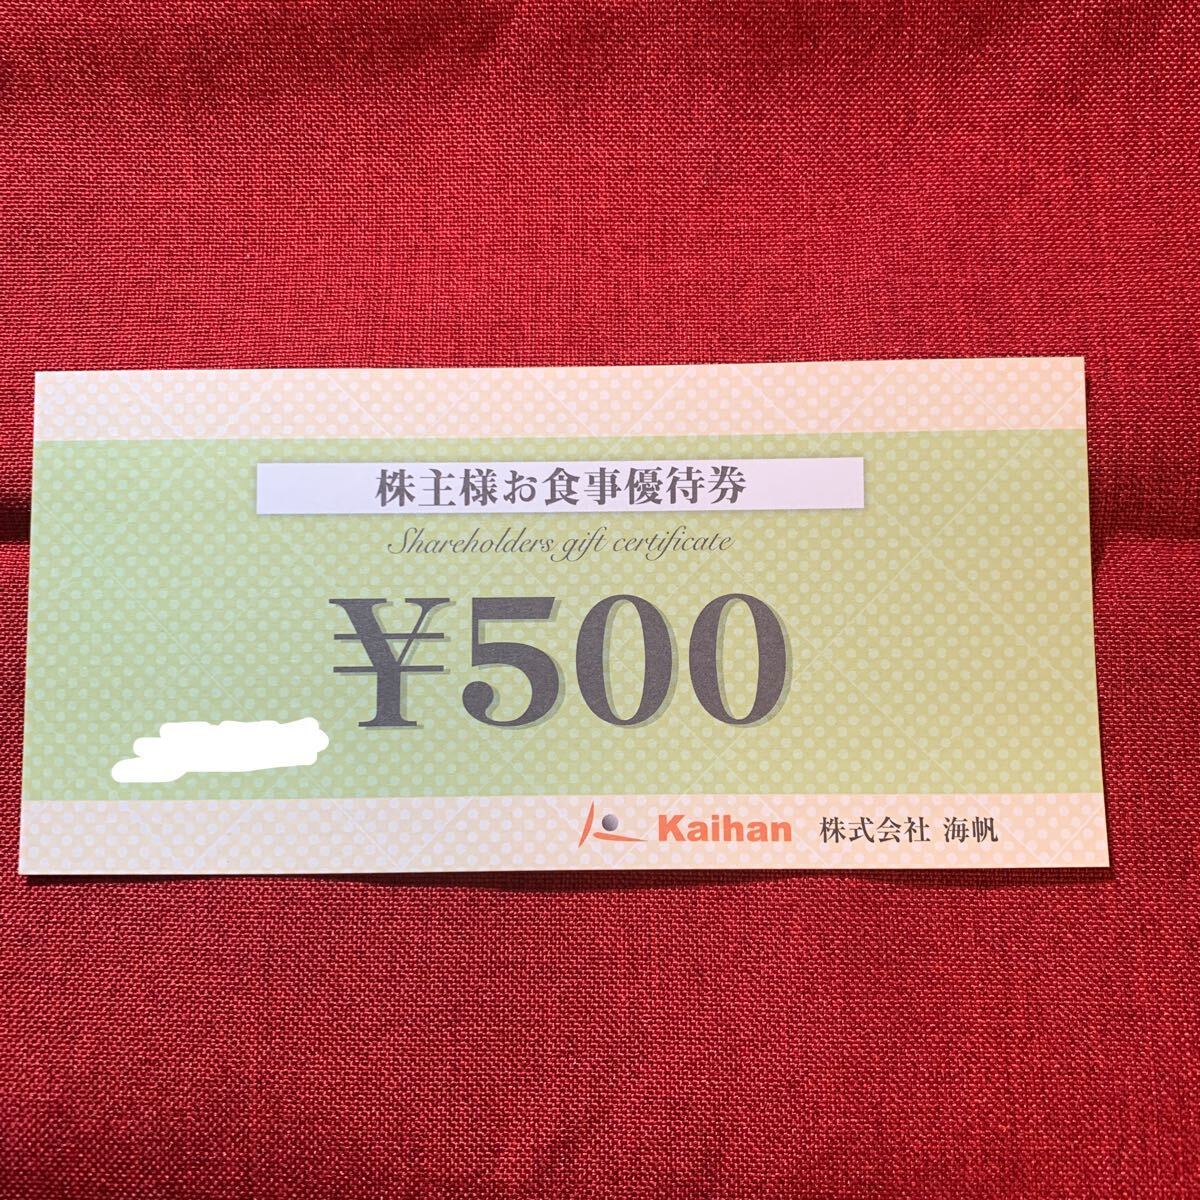 株主様お食事優待券
Shareholders gift certificate
¥500
Kaihan 株式会社 海帆